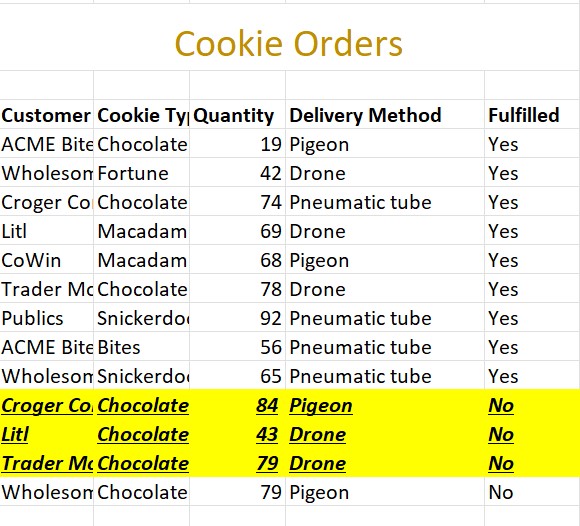 Cookie Orders
Customer Cookie Ty Quantity Delivery Method Fulfilled
ACME Bite Chocolate 19 Pigeon Yes
Wholesom Fortune 42 Drone Yes
Croger Co Chocolate 74 Pneumatic tube Yes
Litl Macadam 69 Drone Yes
CoWin Macadam 68 Pigeon Yes
Trader Mc Chocolate 78 Drone Yes
Publics Snickerdo 92 Pneumatic tube Yes
ACME Bite Bites 56 Pneumatic tube Yes
Wholesom Snickerdo 65 Pneumatic tube Yes
Croger Co Chocolate 84 Pigeon No
Litl Chocolate 43 Drone No
Trader Mc Chocolate 79 Drone No
Wholesom Chocolate 79 Pigeon No